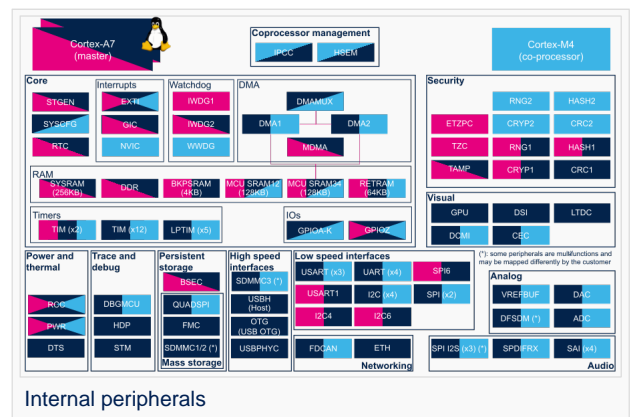 Cortex-A7
(master)
Coprocessor management
IPCC
HSEM
Cortex-M4
(co-processor)
Core
STGEN
SYSCFG
RTC
Interrupts
EXTI
GIC
NVIC
Watchdog
IWDG1
IWDG2
WWDG
DMA
DMAMUX
DMA1
DMA2
MDMA
Security
RNG2
HASH2
ETZPC
CRYP2
CRC2
TZC
RNG1
HASH1
TAMP
CRYP1
CRC1
RAM
SYSRAM
(256KB)
DDR
BKPSRAM
(4KB)
MCU SRAM12
(128KB)
MCU SRAM34
(128KB)
RETRAM
(64KB)
Timers
TIM (x2)
TIM (x12)
LPTIM (x5)
IOs
GPIOA-K
GPIOZ
Visual
GPU
DSI
LTDC
DCMI
CEC
(*): some peripherals are multifunctions and
may be mapped differently by the customer
Power and
thermal
RCC
PWR
DTS
Trace and
debug
DBGMCU
HDP
STM
Persistent
storage
BSEC
QUADSPI
FMC
SDMMC1/2 (*)
Mass storage
High speed
interfaces
SDMMC3 (*)
USBH
(Host)
OTG
(USB OTG)
USBPHYC
Low speed interfaces
USART (x3)
UART (x4)
SPI6
USART1
I2C (x4)
SPI (x2)
I2C4
I2C6
FDCAN
ETH
Networking
Analog
VREFBUF
DAC
DFSDM (*)
ADC
SPI I2S (x3) (*)
SPDIFRX
SAI (x4)
Audio
Internal peripherals